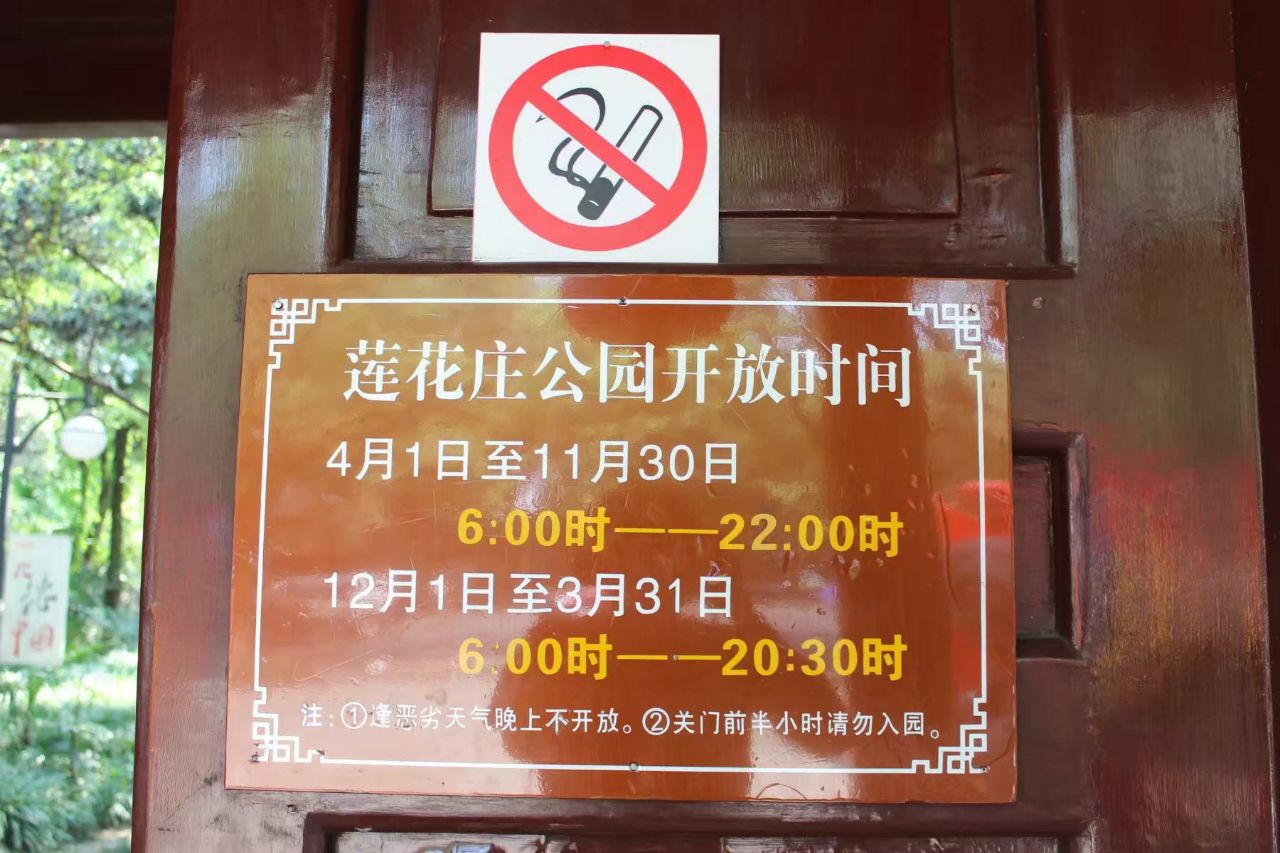 莲花庄公园开放时间
4月1日至11月30日
6:00时——22:00时
12月1日至3月31日
6:00时——20:30时
注:①逢恶劣天气晚上不开放。②关门前半小时请勿入园。